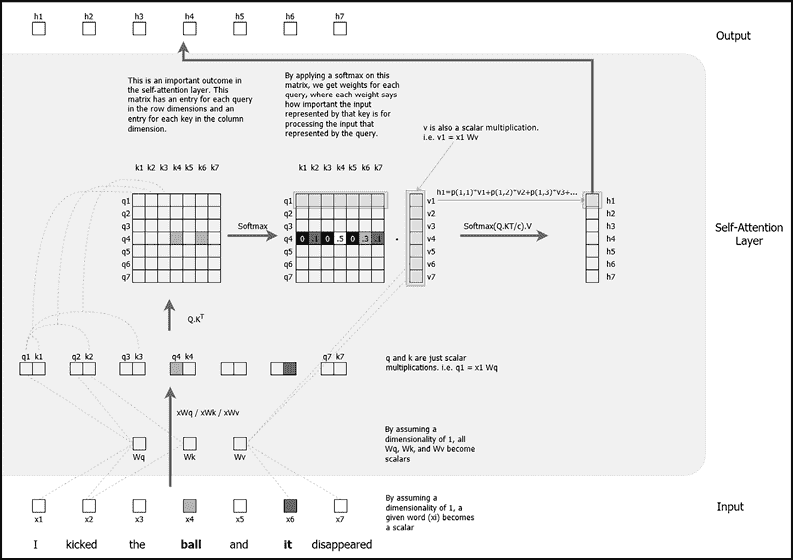 h1 h2 h3 h4 h5 h6 h7
Output
This is an important outcome in
the self-attention layer. This
matrix has an entry for each query
in the row dimensions and an
entry for each key in the column
dimension.
By applying a softmax on this
matrix, we get weights for each
query, where each weight says
how important the input
represented by that key is for
processing the input that
represented by the query.
v is also a scalar multiplication.
i.e. v1 = x1 Wv
k1 k2 k3 k4 k5 k6 k7
k1 k2 k3 k4 k5 k6 k7
h1=p(1,1)*v1+p(1,2)*v2+p(1,3)*v3+...
q1
q2
q3
q4
q5
q6
q7
Softmax
q1
q2
q3
q4 0 .1 0 .5 0 .3 .1
q5
q6
q7
.
v1
v2
v3
v4
v5
v6
v7
Softmax(Q.KT/c).V
h1
h2
h3
h4
h5
h6
h7
Self-Attention
Layer
Q.KT
q1 k1 q2 k2 q3 k3 q4 k4 q7 k7
q and k are just scalar
multiplications. i.e. q1 = x1 Wq
xWq / xWk / xWv
Wq Wk Wv
By assuming a
dimensionality of 1, all
Wq, Wk, and Wv become
scalars
x1 x2 x3 x4 x5 x6 x7
By assuming a
dimensionality of 1, a
given word (xi) becomes
a scalar
Input
I kicked the ball and it disappeared